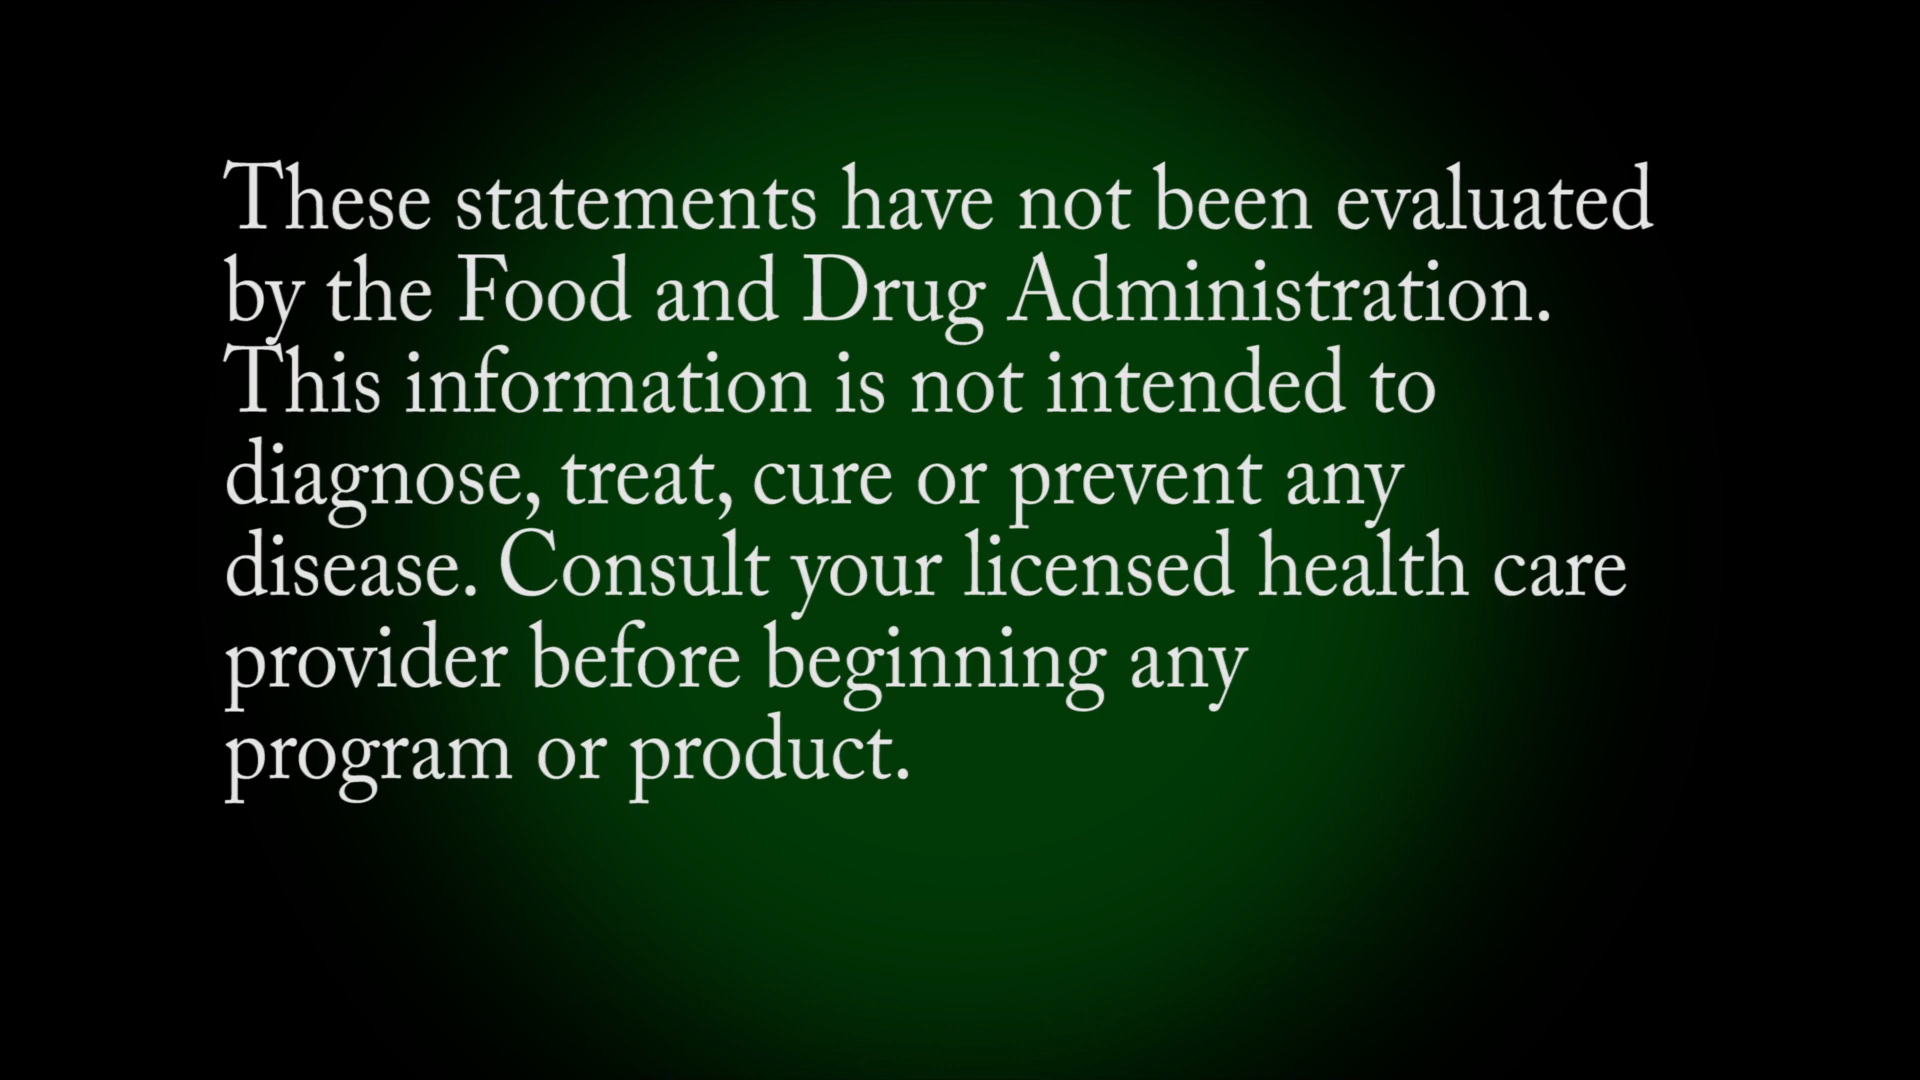 These statements have not been evaluated
by the Food and Drug Administration.
This information is not intended to
diagnose, treat, cure or prevent any
disease. Consult your licensed health care
provider before beginning any
program or product.